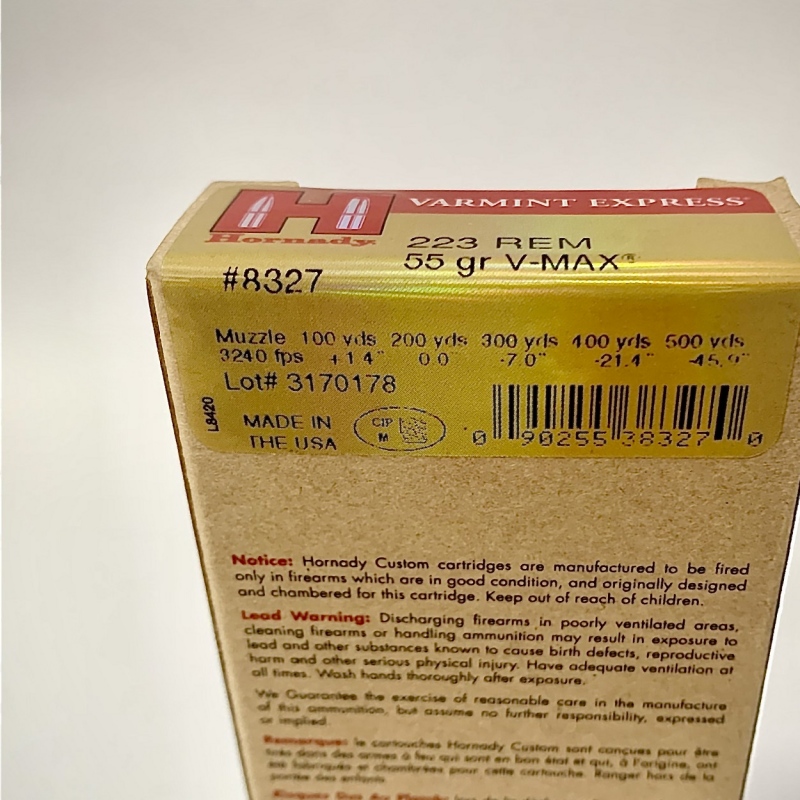 VARMINT EXPRESS®
Hornady®
223 REM
55 gr V-MAX®
#8327
Muzzle 100 yds 200 yds 300 yds 400 yds 500 yds
3240 fps +1.4" 0.0" -7.0" -21.4" -45.9"
Lot# 3170178
L8420
MADE IN
THE USA
CIP
M
0 90255 38327 0
Notice: Hornady Custom cartridges are manufactured to be fired
only in firearms which are in good condition, and originally designed
and chambered for this cartridge. Keep out of reach of children.
Lead Warning: Discharging firearms in poorly ventilated areas,
cleaning firearms or handling ammunition may result in exposure to
lead and other substances known to cause birth defects, reproductive
harm and other serious physical injury. Have adequate ventilation at
all times. Wash hands thoroughly after exposure.
We Guarantee the exercise of reasonable care in the manufacture
of this ammunition, but assume no further responsibility, expressed
or implied.
Remarque: le cartouches Hornady Custom sont conçues pour être
tirés dans des armes à feu qui sont en bon état et qui, à l'origine, ont
été fabriqués et chambrées pour cette cartouche. Ranger hors de la
portée des enfants.